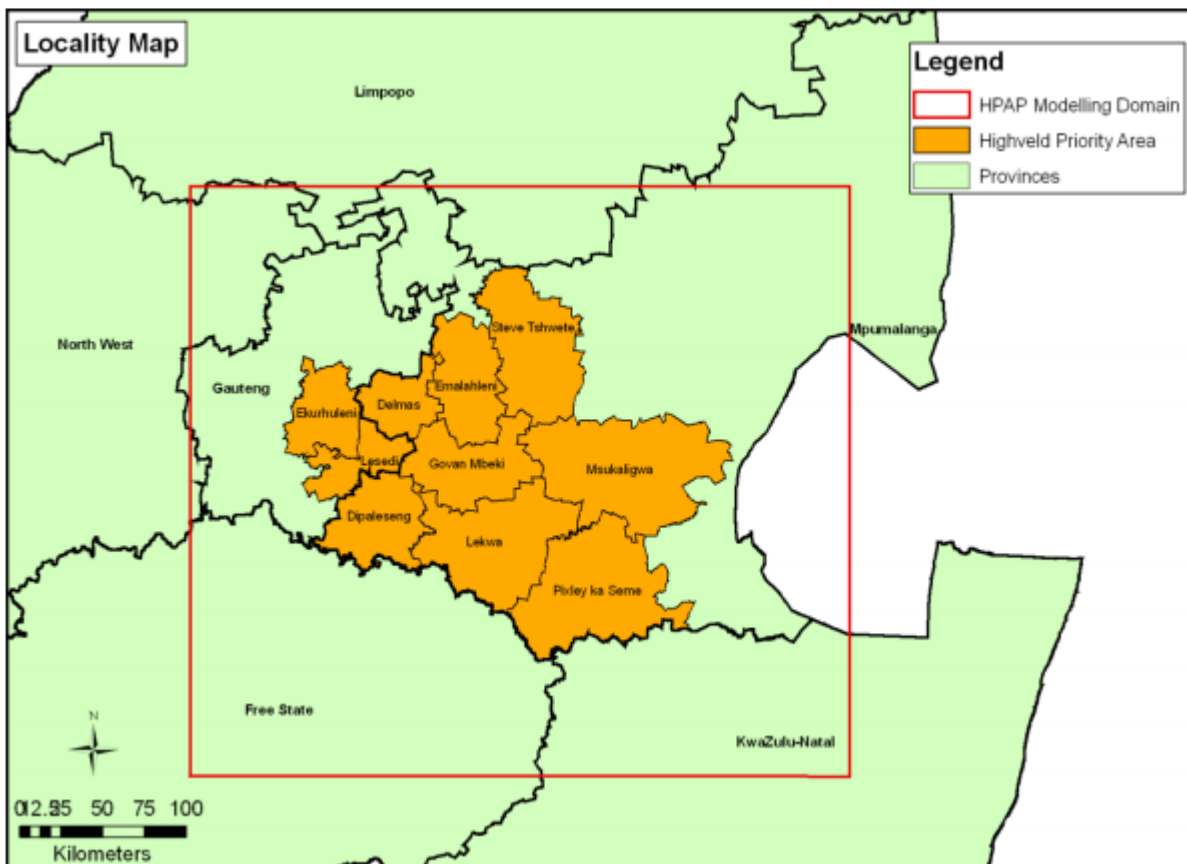 Locality Map
Legend
HPAP Modelling Domain
Highveld Priority Area
Provinces
Limpopo
North West
Gauteng
Mpumalanga
Steve Tshwete
Emalahleni
Delmas
Ekurhuleni
Lesedi
Govan Mbeki
Msukaligwa
Dipaleseng
Lekwa
Pixley ka Seme
Free State
KwaZulu-Natal
N
50 75 100
Kilometers